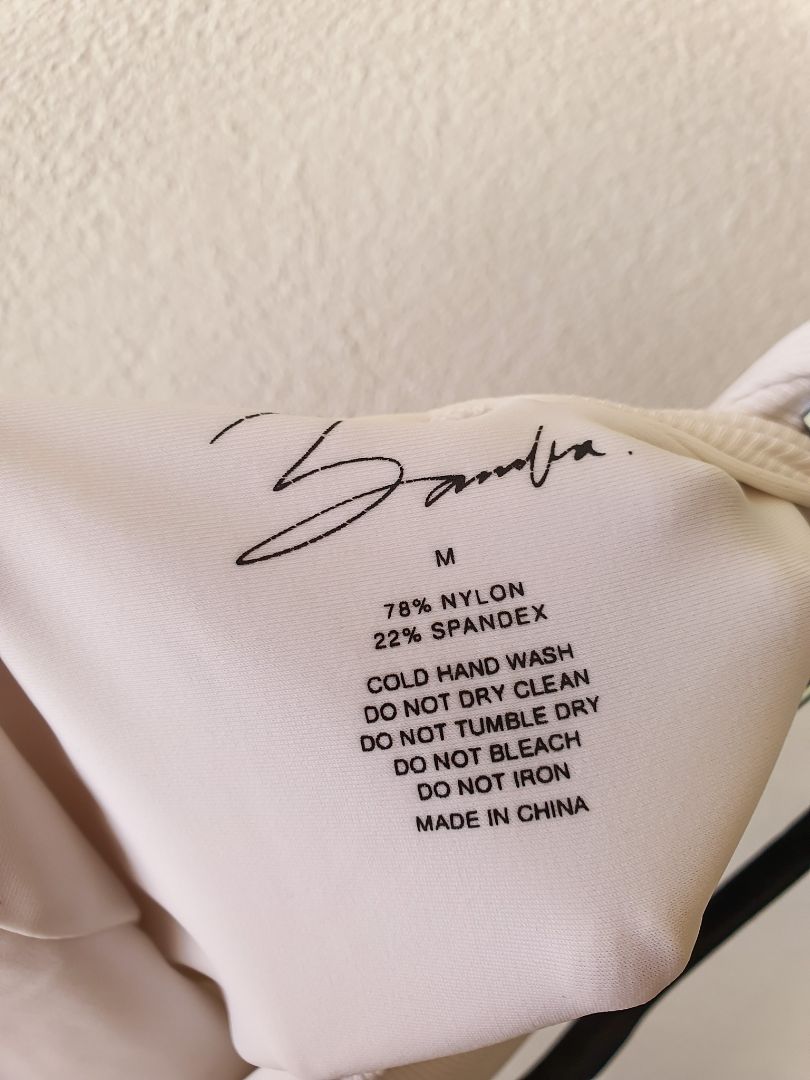 M
78% NYLON
22% SPANDEX
COLD HAND WASH
DO NOT DRY CLEAN
DO NOT TUMBLE DRY
DO NOT BLEACH
DO NOT IRON
MADE IN CHINA